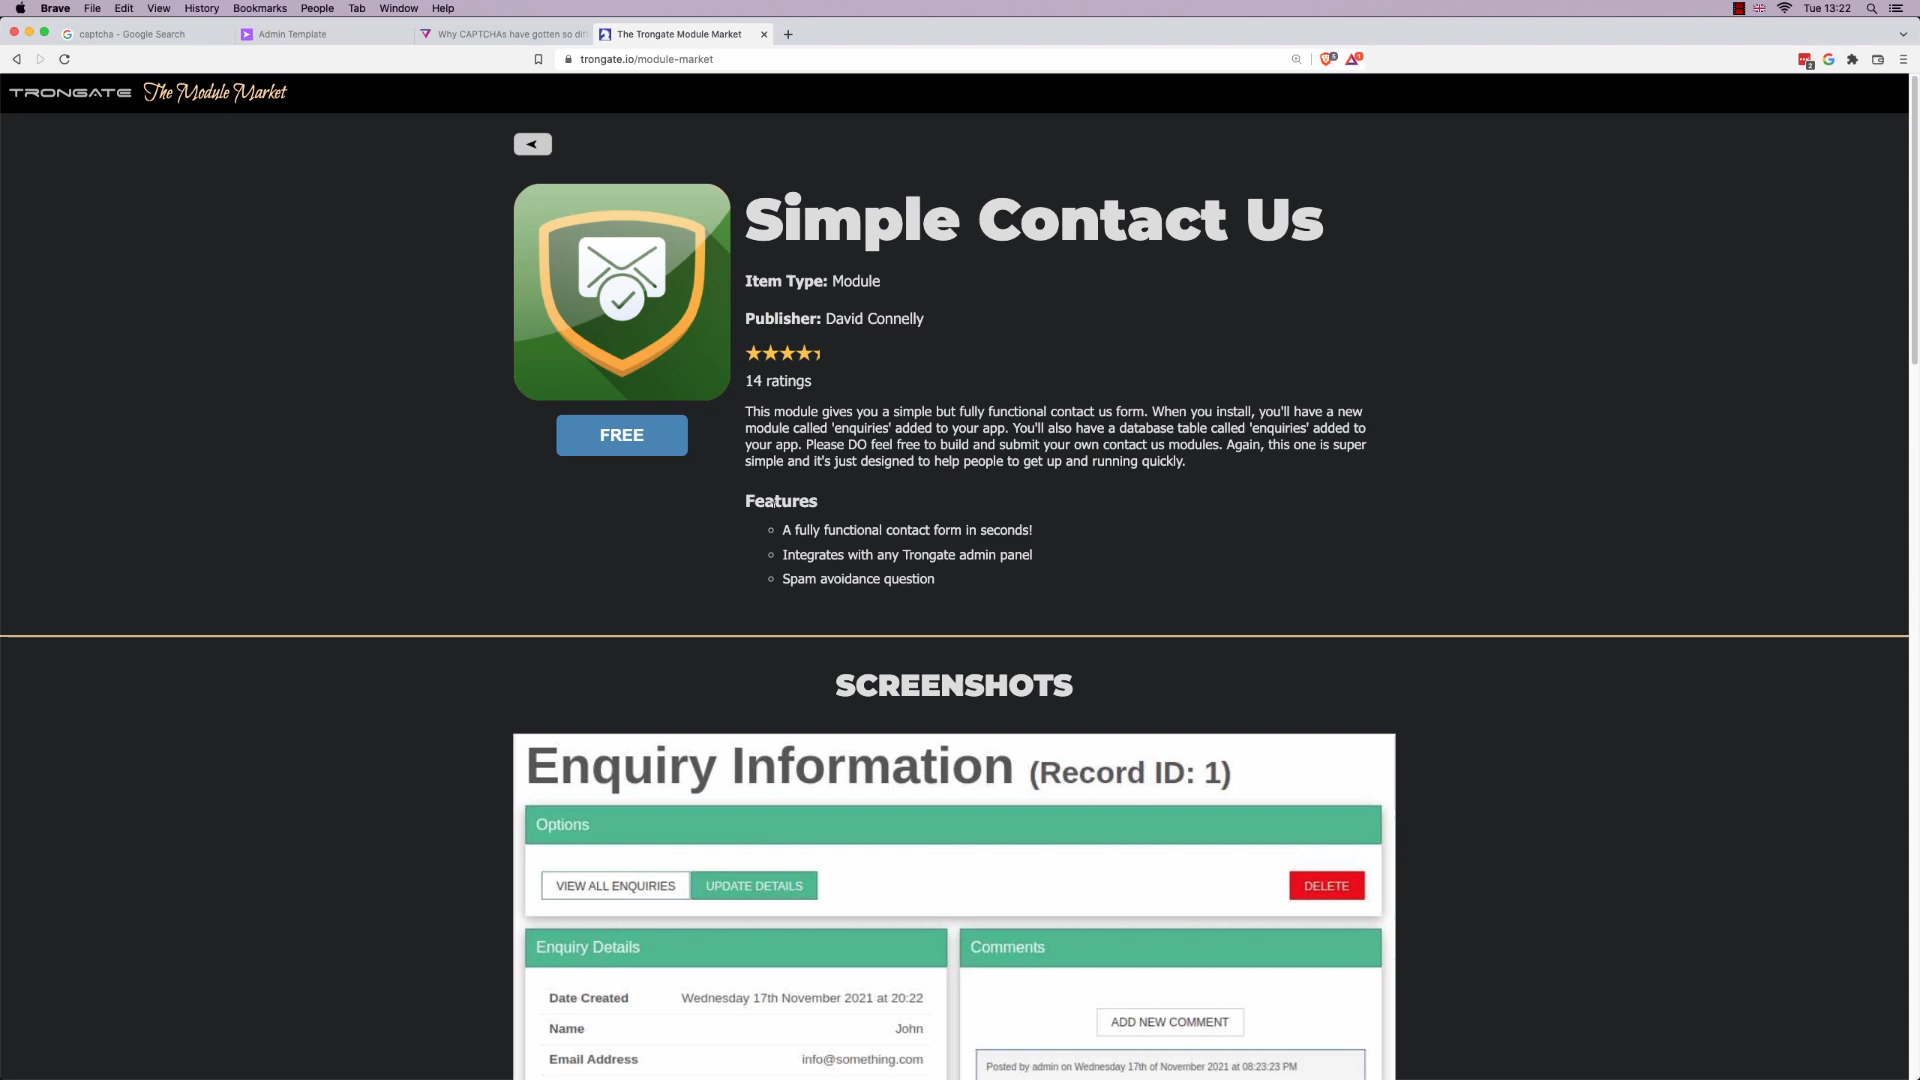 Brave File Edit View History Bookmarks People Tab Window Help Tue 13:22
captcha - Google Search Admin Template Why CAPTCHAs have gotten so dif The Trongate Module Market
trongate.io/module-market
TRONGATE The Module Market
Simple Contact Us
Item Type: Module
Publisher: David Connelly
14 ratings
FREE
This module gives you a simple but fully functional contact us form. When you install, you'll have a new
module called 'enquiries' added to your app. You'll also have a database table called 'enquiries' added to
your app. Please DO feel free to build and submit your own contact us modules. Again, this one is super
simple and it's just designed to help people to get up and running quickly.
Features
A fully functional contact form in seconds!
Integrates with any Trongate admin panel
Spam avoidance question
SCREENSHOTS
Enquiry Information (Record ID: 1)
Options
VIEW ALL ENQUIRIES UPDATE DETAILS DELETE
Enquiry Details Comments
Date Created Wednesday 17th November 2021 at 20:22
Name John
ADD NEW COMMENT
Email Address info@something.com
Posted by admin on Wednesday 17th of November 2021 at 08:23:23 PM